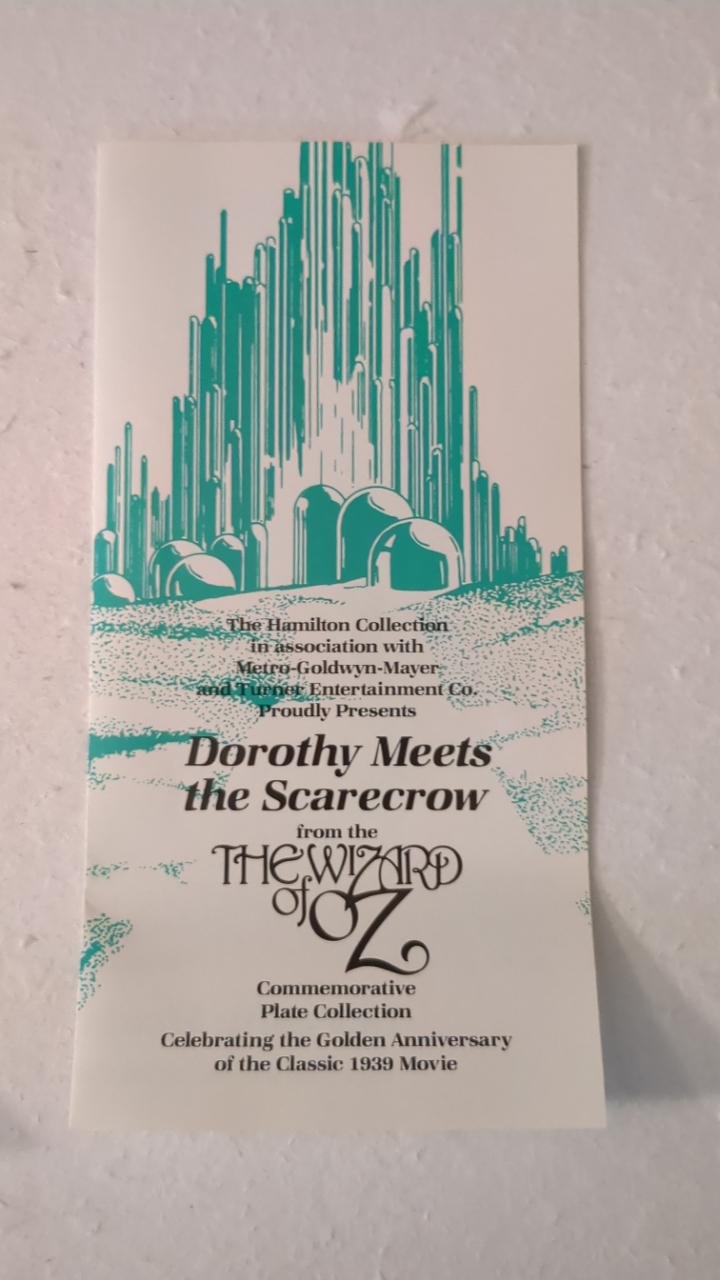 The Hamilton Collection
in association with
Metro-Goldwyn-Mayer
and Turner Entertainment Co.
Proudly Presents
Dorothy Meets
the Scarecrow
from the
THE WIZARD
of OZ
Commemorative
Plate Collection
Celebrating the Golden Anniversary
of the Classic 1939 Movie